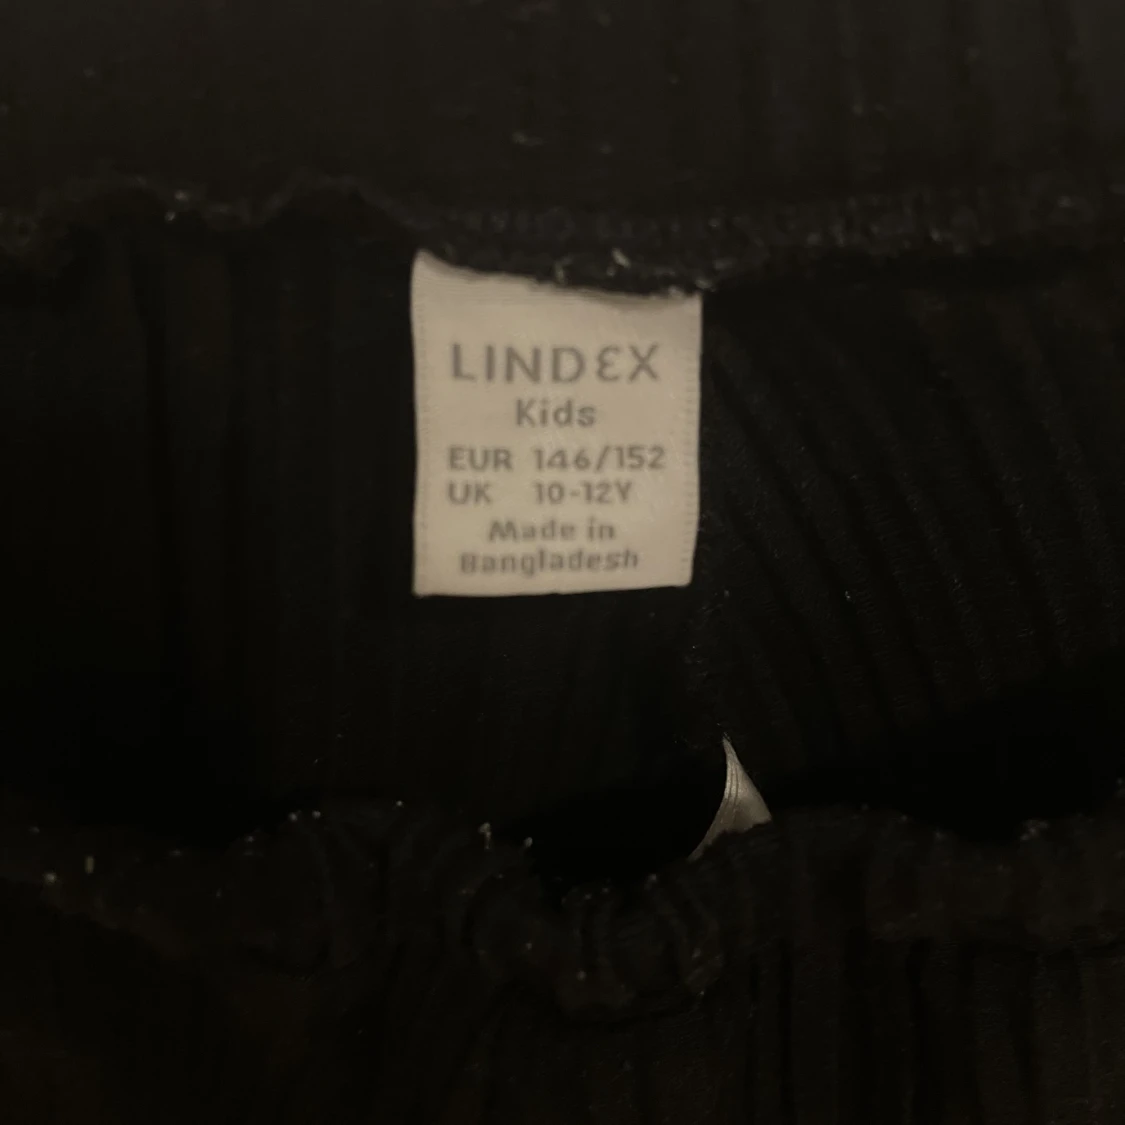 LINDEX
Kids
EUR 146/152
UK 10-12Y
Made in
Bangladesh